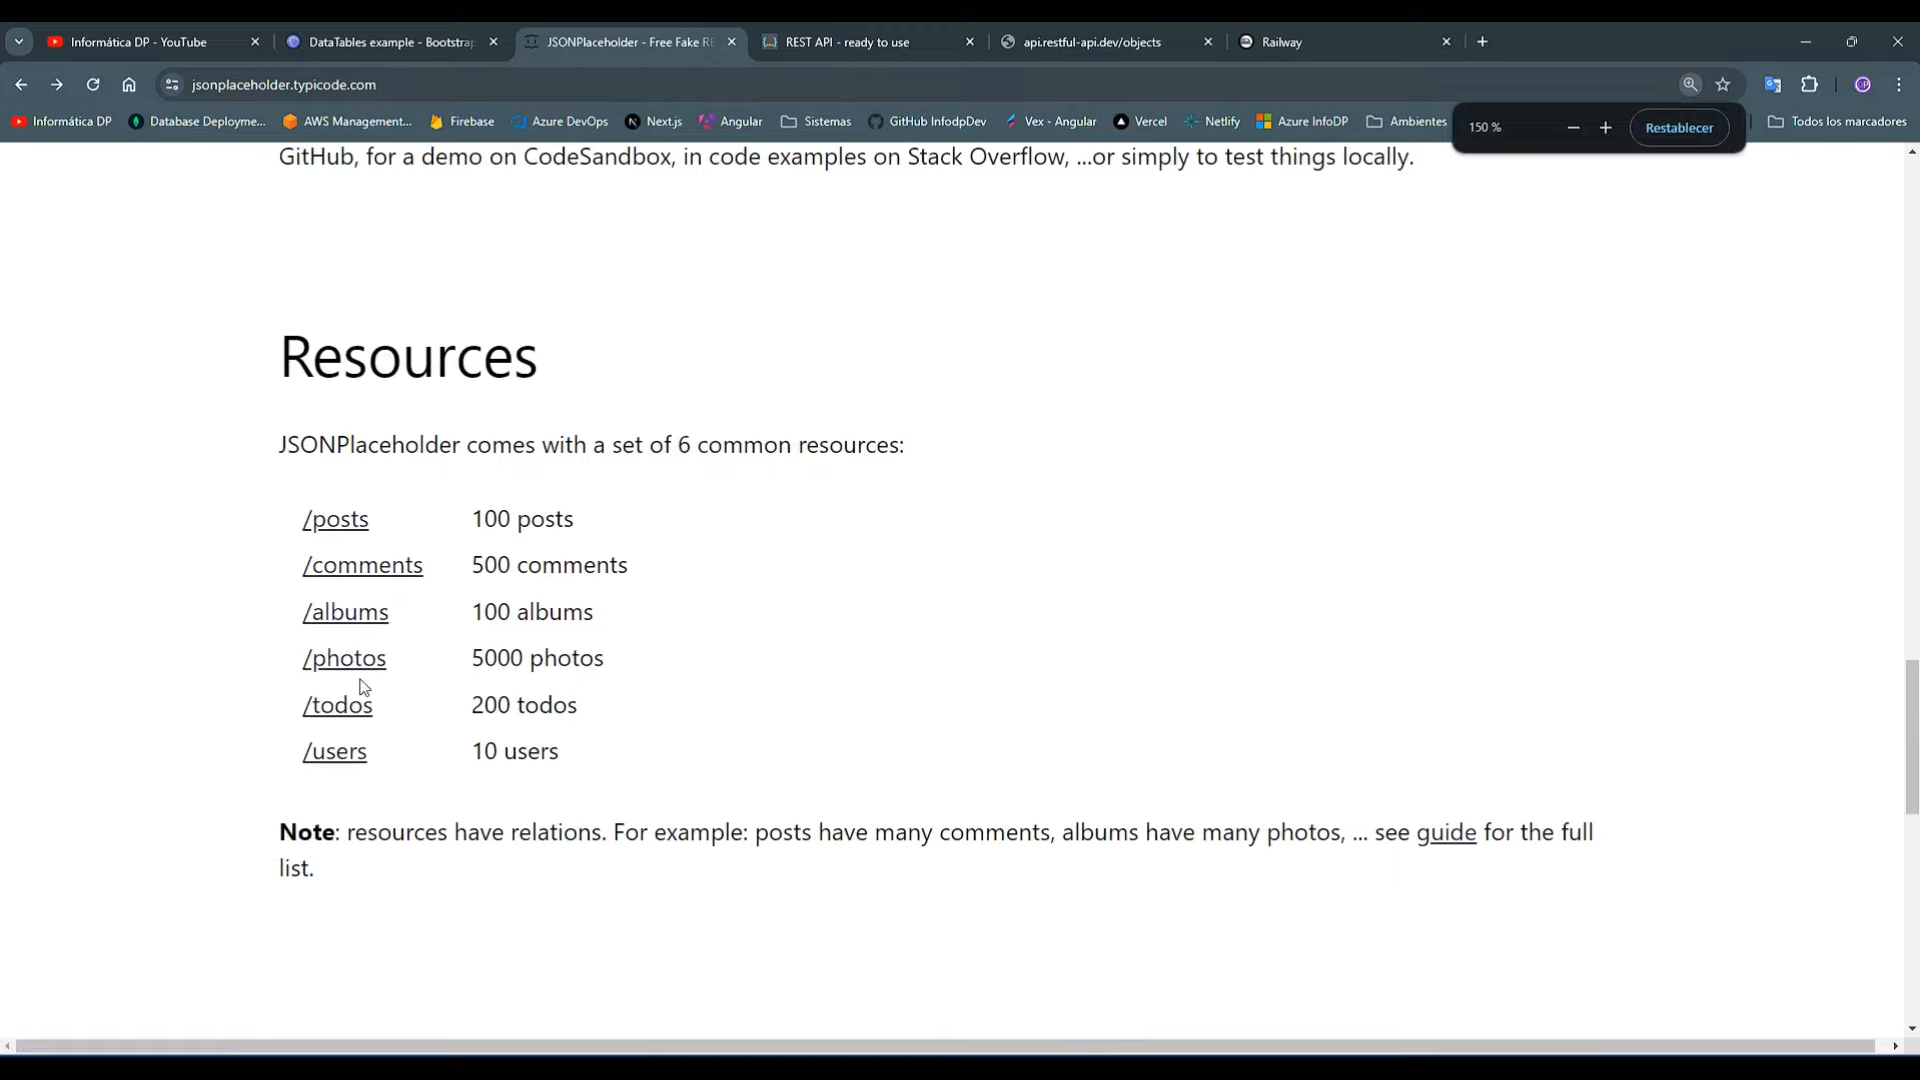 Informática DP - YouTube
DataTables example - Bootstrap
JSONPlaceholder - Free Fake RE
REST API - ready to use
api.restful-api.dev/objects
Railway
jsonplaceholder.typicode.com
Informática DP
Database Deployme...
AWS Management...
Firebase
Azure DevOps
Next.js
Angular
Sistemas
GitHub InfodpDev
Vex - Angular
Vercel
Netlify
Azure InfoDP
Ambientes
Todos los marcadores
150 %
Restablecer
GitHub, for a demo on CodeSandbox, in code examples on Stack Overflow, ...or simply to test things locally.
Resources
JSONPlaceholder comes with a set of 6 common resources:
/posts 100 posts
/comments 500 comments
/albums 100 albums
/photos 5000 photos
/todos 200 todos
/users 10 users
Note: resources have relations. For example: posts have many comments, albums have many photos, ... see guide for the full
list.